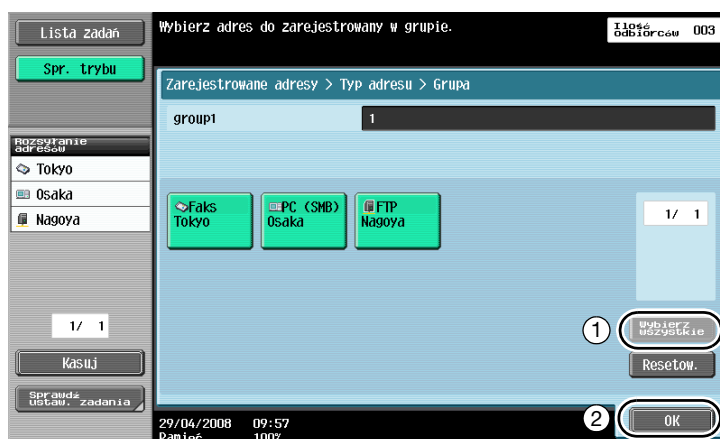 Lista zadań
Spr. trybu
Wybierz adres do zarejestrowany w grupie.
Ilość
odbiorców 003
Zarejestrowane adresy > Typ adresu > Grupa
group1 1
Rozsyłanie
adresów
Tokyo
Osaka
Nagoya
Faks
Tokyo
PC (SMB)
Osaka
FTP
Nagoya
1/ 1
1/ 1
Kasuj
Sprawdź
ustaw. zadania
1
Wybierz
wszystkie
Resetow.
2
OK
29/04/2008 09:57
Pamięć 100%